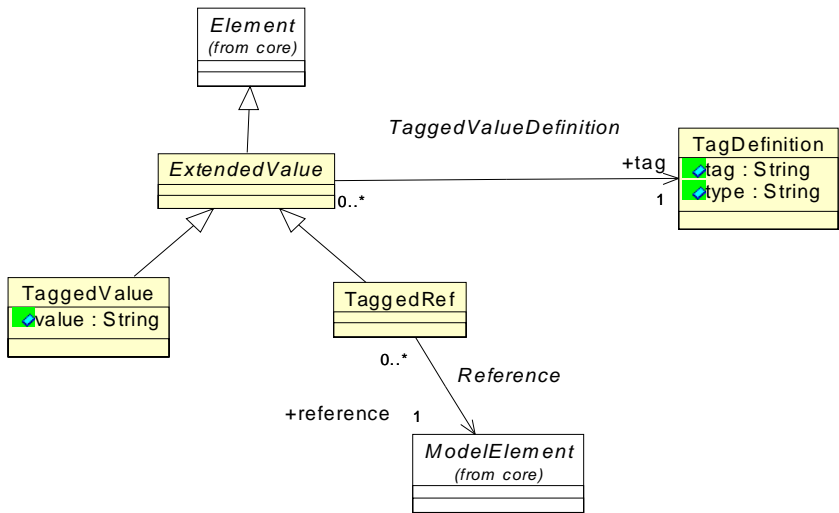 Element
(from core)
TaggedValueDefinition
ExtendedValue
0..*
+tag
1
TagDefinition
tag : String
type : String
TaggedValue
value : String
TaggedRef
0..*
Reference
+reference
1
ModelElement
(from core)